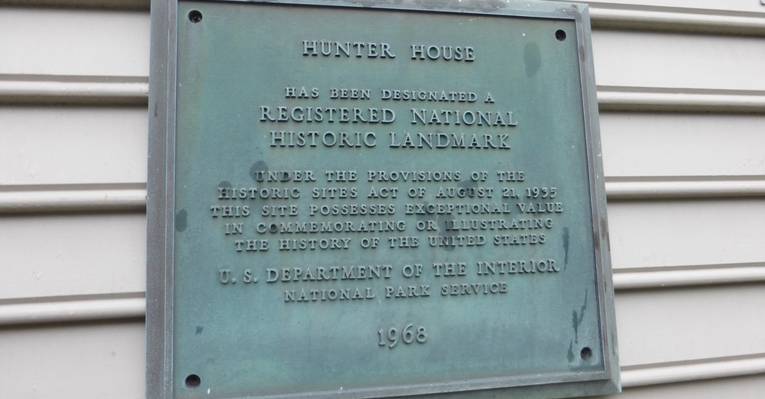 HUNTER HOUSE
HAS BEEN DESIGNATED A
REGISTERED NATIONAL
HISTORIC LANDMARK
UNDER THE PROVISIONS OF THE
HISTORIC SITES ACT OF AUGUST 21, 1935
THIS SITE POSSESSES EXCEPTIONAL VALUE
IN COMMEMORATING OR ILLUSTRATING
THE HISTORY OF THE UNITED STATES
U. S. DEPARTMENT OF THE INTERIOR
NATIONAL PARK SERVICE
1968